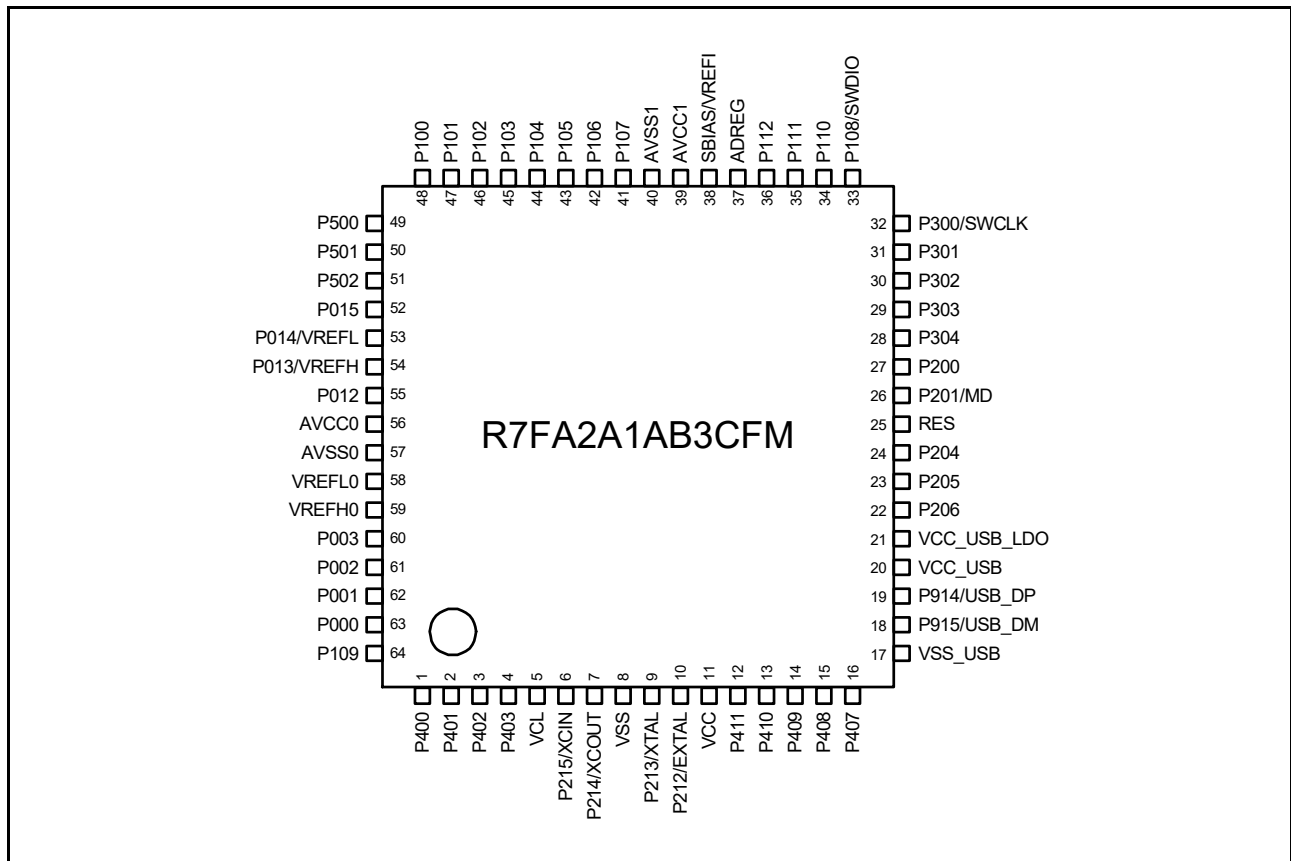 P100
P101
P102
P103
P104
P105
P106
P107
AVSS1
AVCC1
SBIAS/VREFI
ADREG
P112
P111
P110
P108/SWDIO
48
47
46
45
44
43
42
41
40
39
38
37
36
35
34
33
P500 49
P501 50
P502 51
P015 52
P014/VREFL 53
P013/VREFH 54
P012 55
AVCC0 56
AVSS0 57
VREFL0 58
VREFH0 59
P003 60
P002 61
P001 62
P000 63
P109 64
R7FA2A1AB3CFM
32 P300/SWCLK
31 P301
30 P302
29 P303
28 P304
27 P200
26 P201/MD
25 RES
24 P204
23 P205
22 P206
21 VCC_USB_LDO
20 VCC_USB
19 P914/USB_DP
18 P915/USB_DM
17 VSS_USB
1
2
3
4
5
6
7
8
9
10
11
12
13
14
15
16
P400
P401
P402
P403
VCL
P215/XCIN
P214/XCOUT
VSS
P213/XTAL
P212/EXTAL
VCC
P411
P410
P409
P408
P407